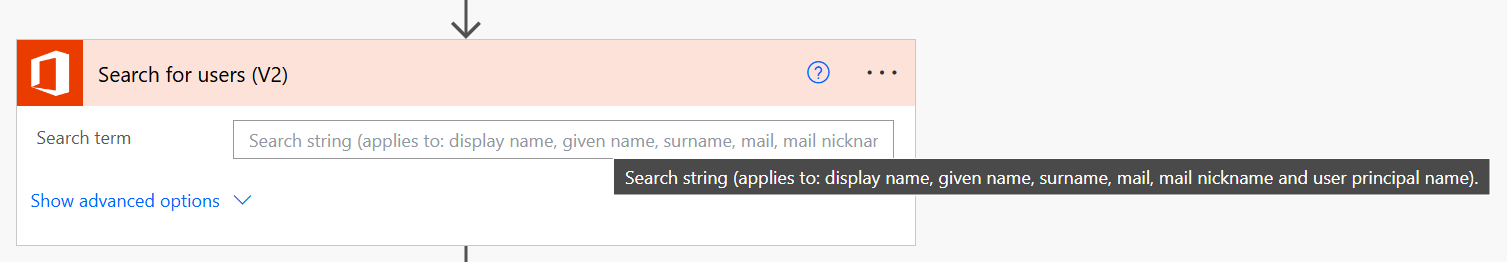 Search for users (V2)
Search term
Search string (applies to: display name, given name, surname, mail, mail nicknar
Search string (applies to: display name, given name, surname, mail, mail nickname and user principal name).
Show advanced options